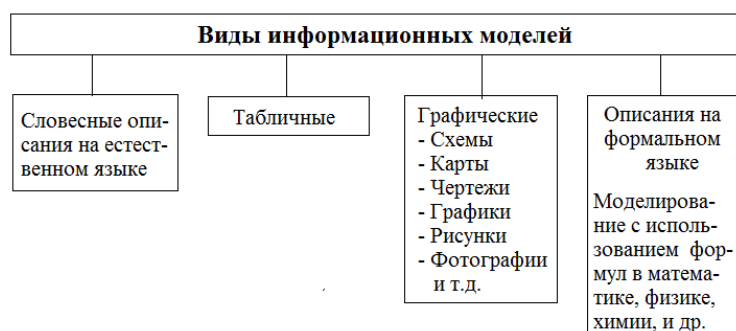 Виды информационных моделей
Словесные опи-
сания на естест-
венном языке
Табличные
Графические
- Схемы
- Карты
- Чертежи
- Графики
- Рисунки
- Фотографии
и т.д.
Описания на
формальном
языке
Моделирова-
ние с исполь-
зованием фор-
мул в матема-
тике, физике,
химии, и др.